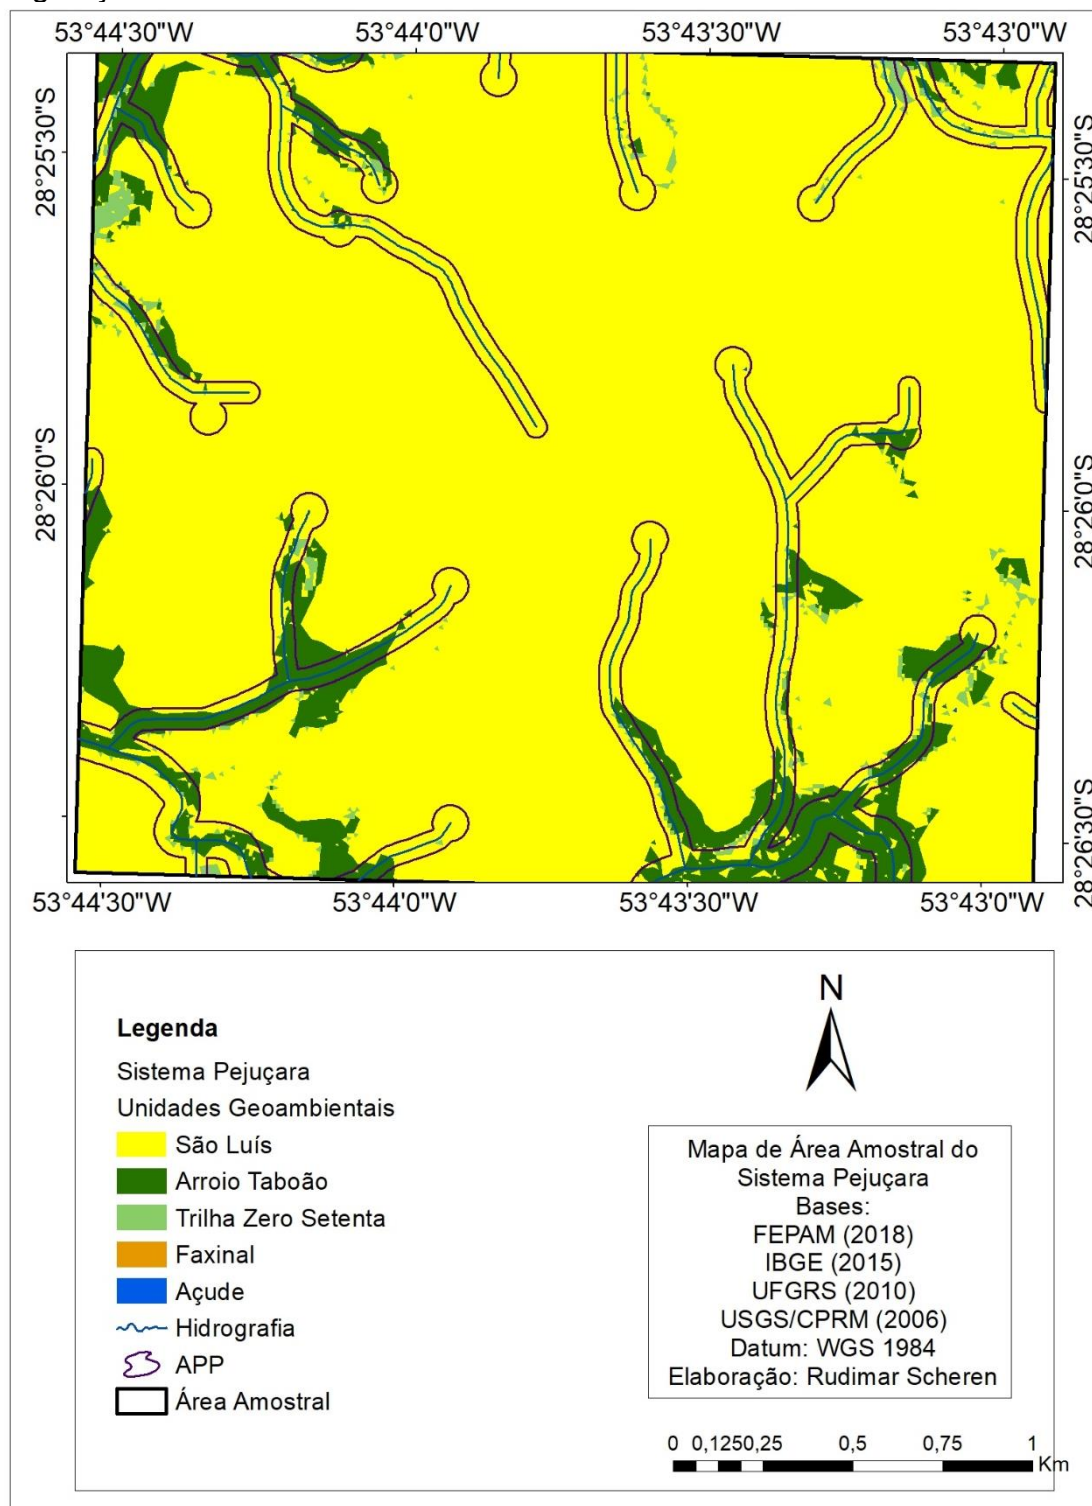 53°44'30"W 53°44'0"W 53°43'30"W 53°43'0"W
28°25'30"S
28°25'30"S
28°26'0"S
28°26'0"S
28°26'30"S
53°44'30"W 53°44'0"W 53°43'30"W 53°43'0"W
Legenda
Sistema Pejuçara
Unidades Geoambientais
São Luís
Arroio Taboão
Trilha Zero Setenta
Faxinal
Açude
Hidrografia
APP
Área Amostral
N
Mapa de Área Amostral do
Sistema Pejuçara
Bases:
FEPAM (2018)
IBGE (2015)
UFGRS (2010)
USGS/CPRM (2006)
Datum: WGS 1984
Elaboração: Rudimar Scheren
0 0,1250,25 0,5 0,75 1
Km